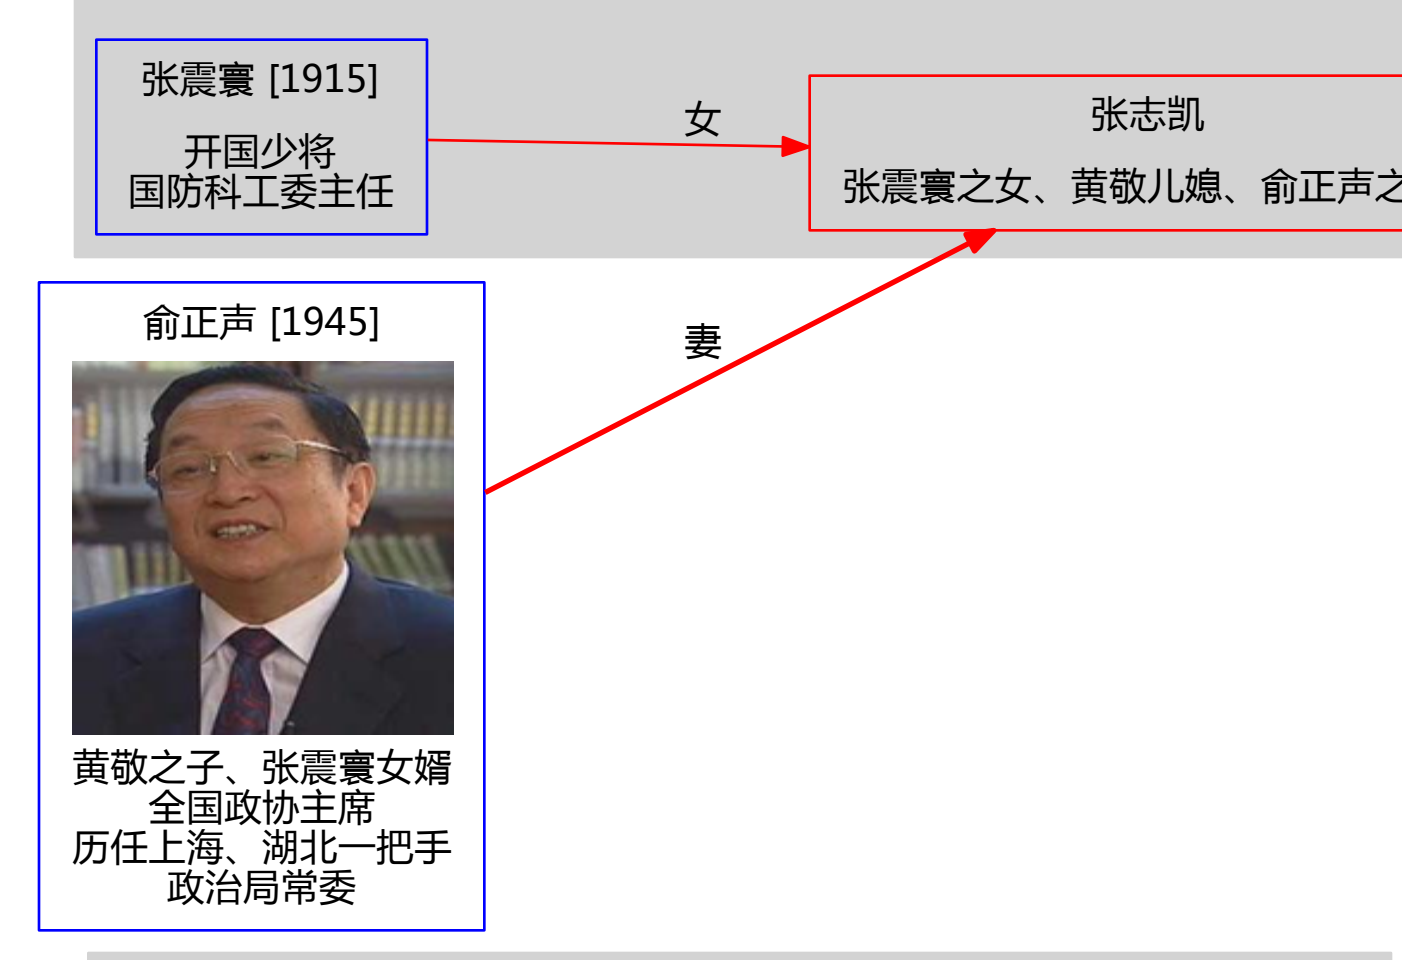 张震寰 [1915]
开国少将
国防科工委主任
女
张志凯
张震寰之女、黄敬儿媳、俞正声之
俞正声 [1945]
妻
黄敬之子、张震寰女婿
全国政协主席
历任上海、湖北一把手
政治局常委